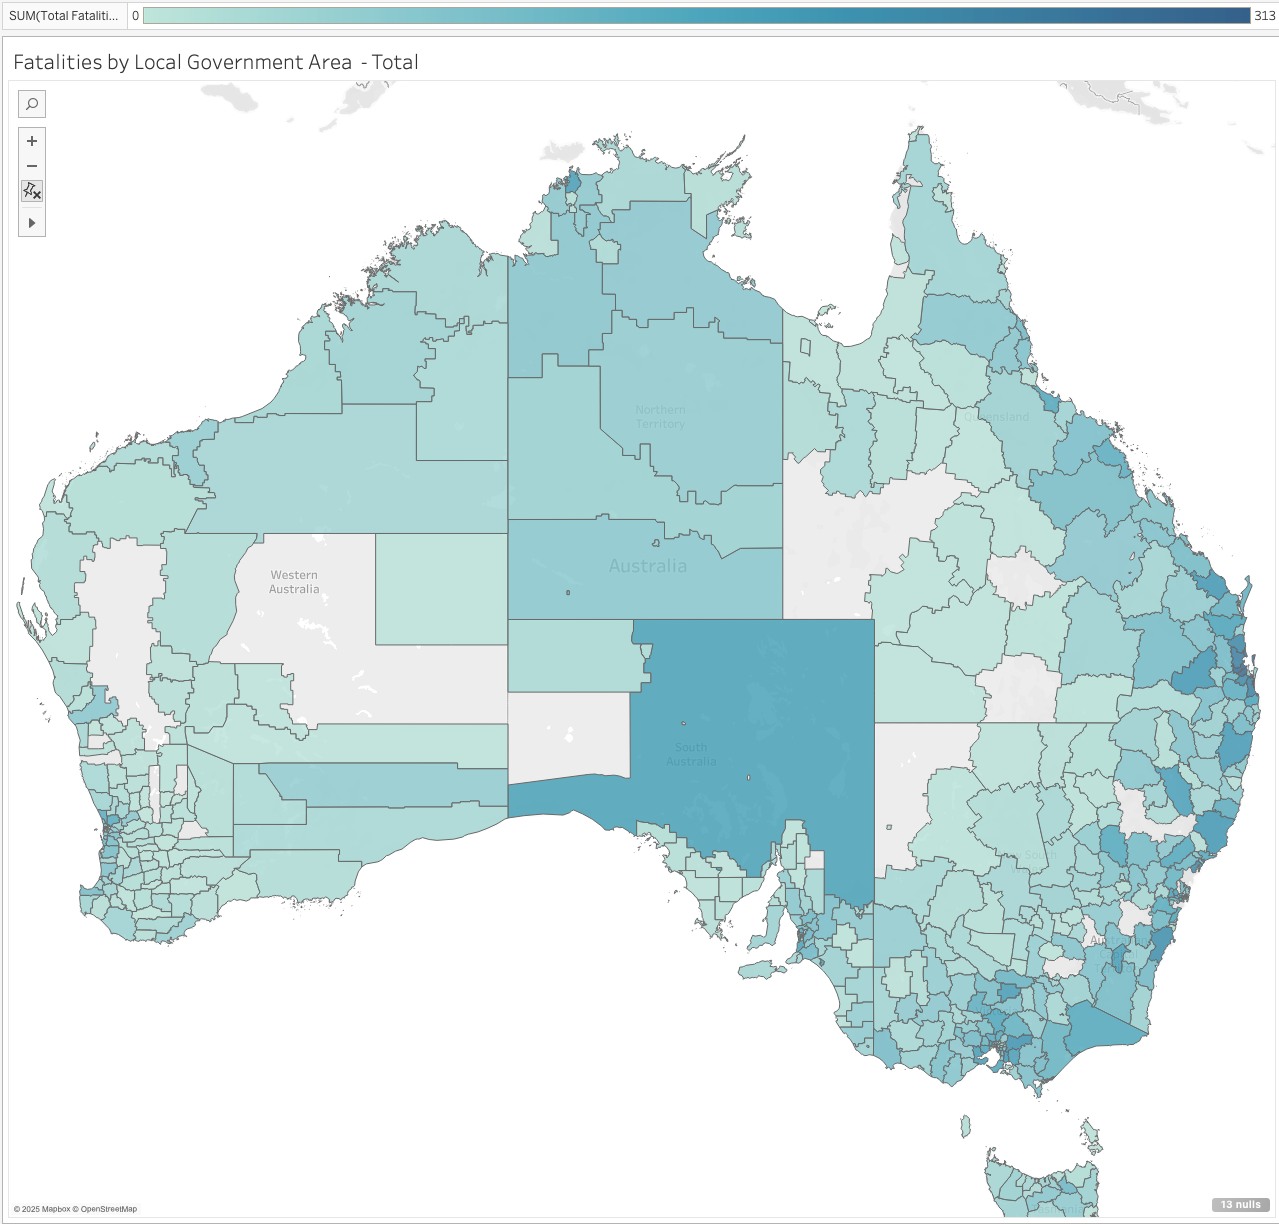 SUM(Total Fataliti... 0 313
Fatalities by Local Government Area - Total
Northern
Territory
Queensland
Australia
Western
Australia
South
Australia
© 2025 Mapbox © OpenStreetMap
13 nulls